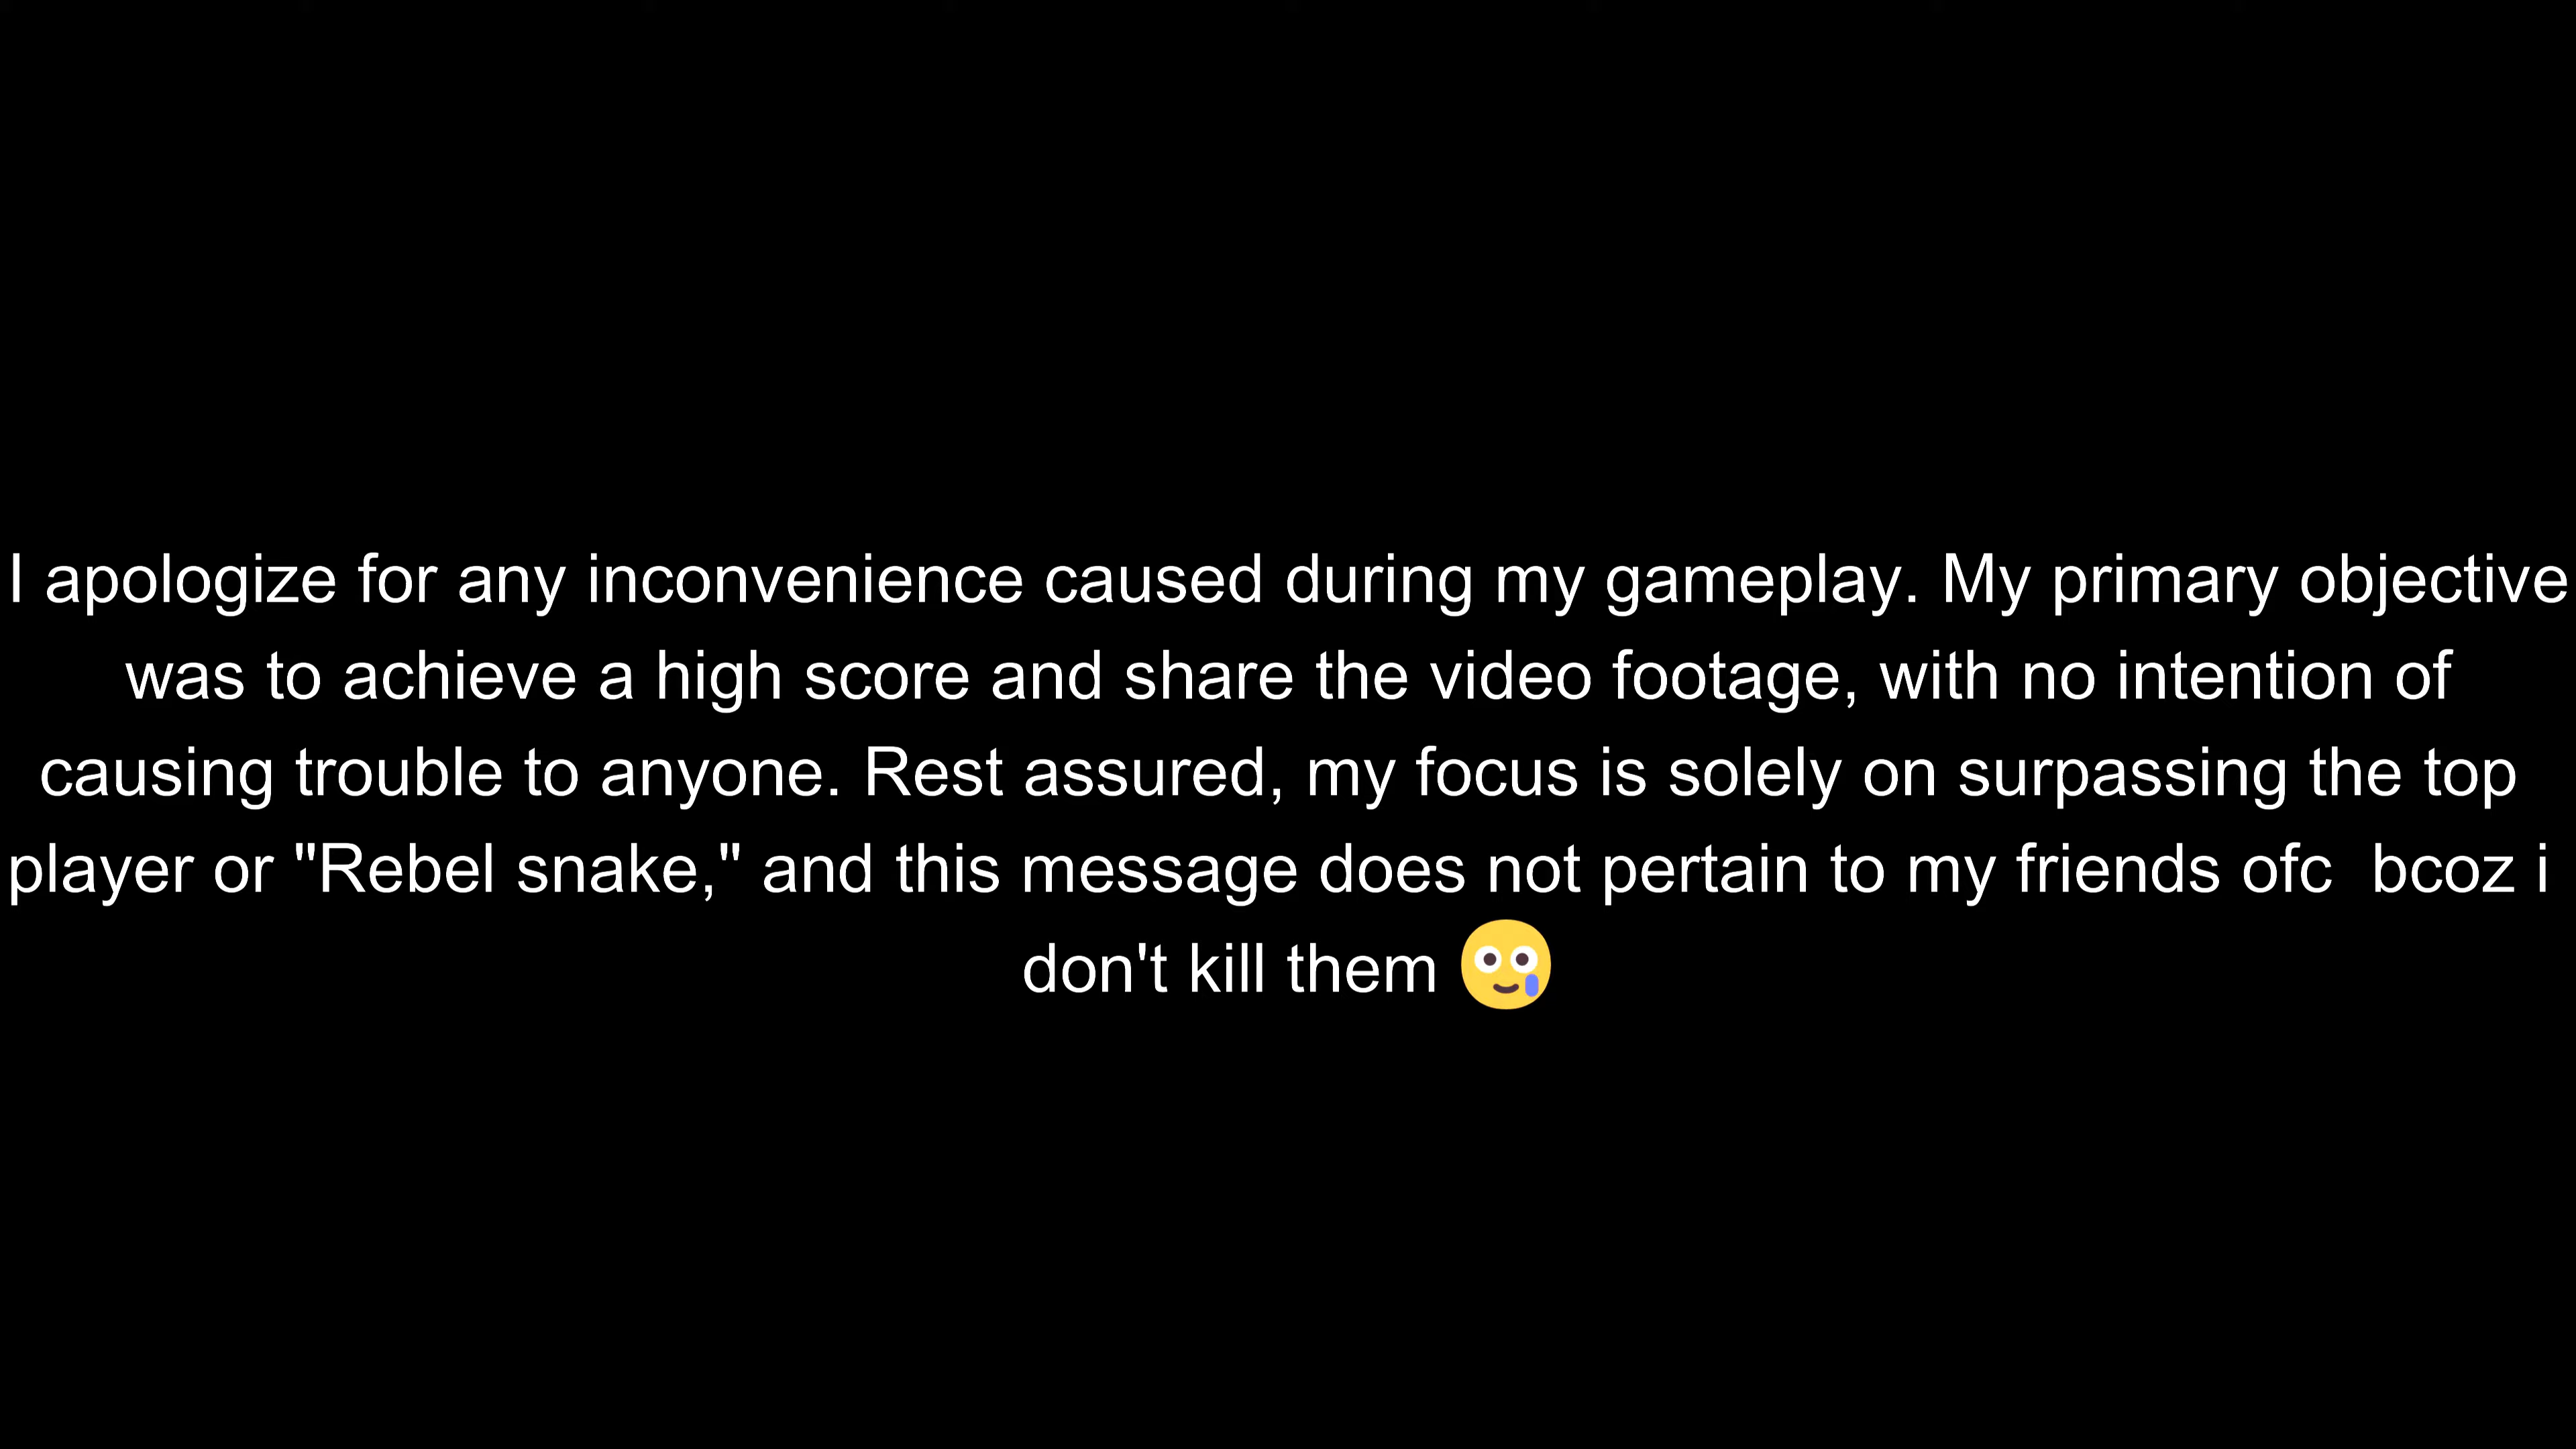 I apologize for any inconvenience caused during my gameplay. My primary objective
was to achieve a high score and share the video footage, with no intention of
causing trouble to anyone. Rest assured, my focus is solely on surpassing the top
player or "Rebel snake," and this message does not pertain to my friends ofc  bcoz i
don't kill them 🥲